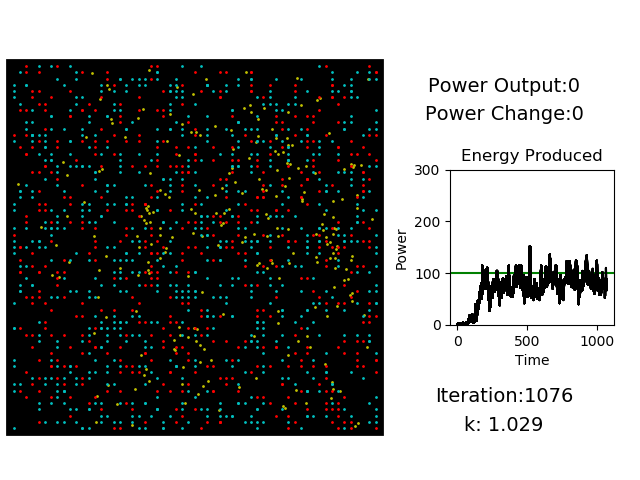 Power Output:0
Power Change:0
Energy Produced
300
200
100
0
Power
0 500 1000
Time
Iteration:1076
k: 1.029